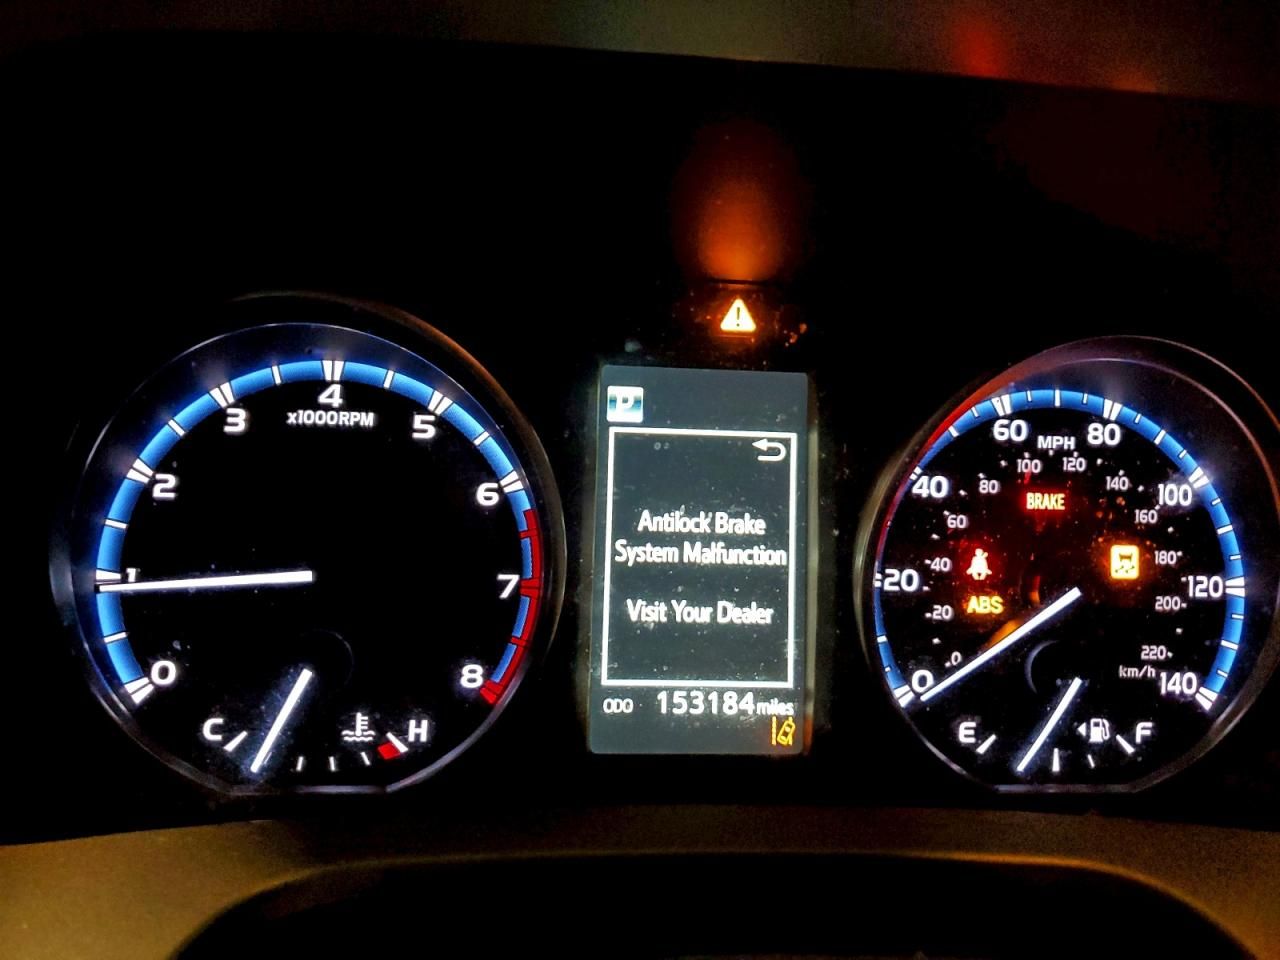 0
1
2
3
4
5
6
7
8
x1000RPM
C
H
P
Antilock Brake
System Malfunction
Visit Your Dealer
ODO 153184 miles
0
20
40
60
80
100
120
140
MPH
0
20
40
60
80
100
120
140
160
180
200
220
km/h
BRAKE
ABS
E
F